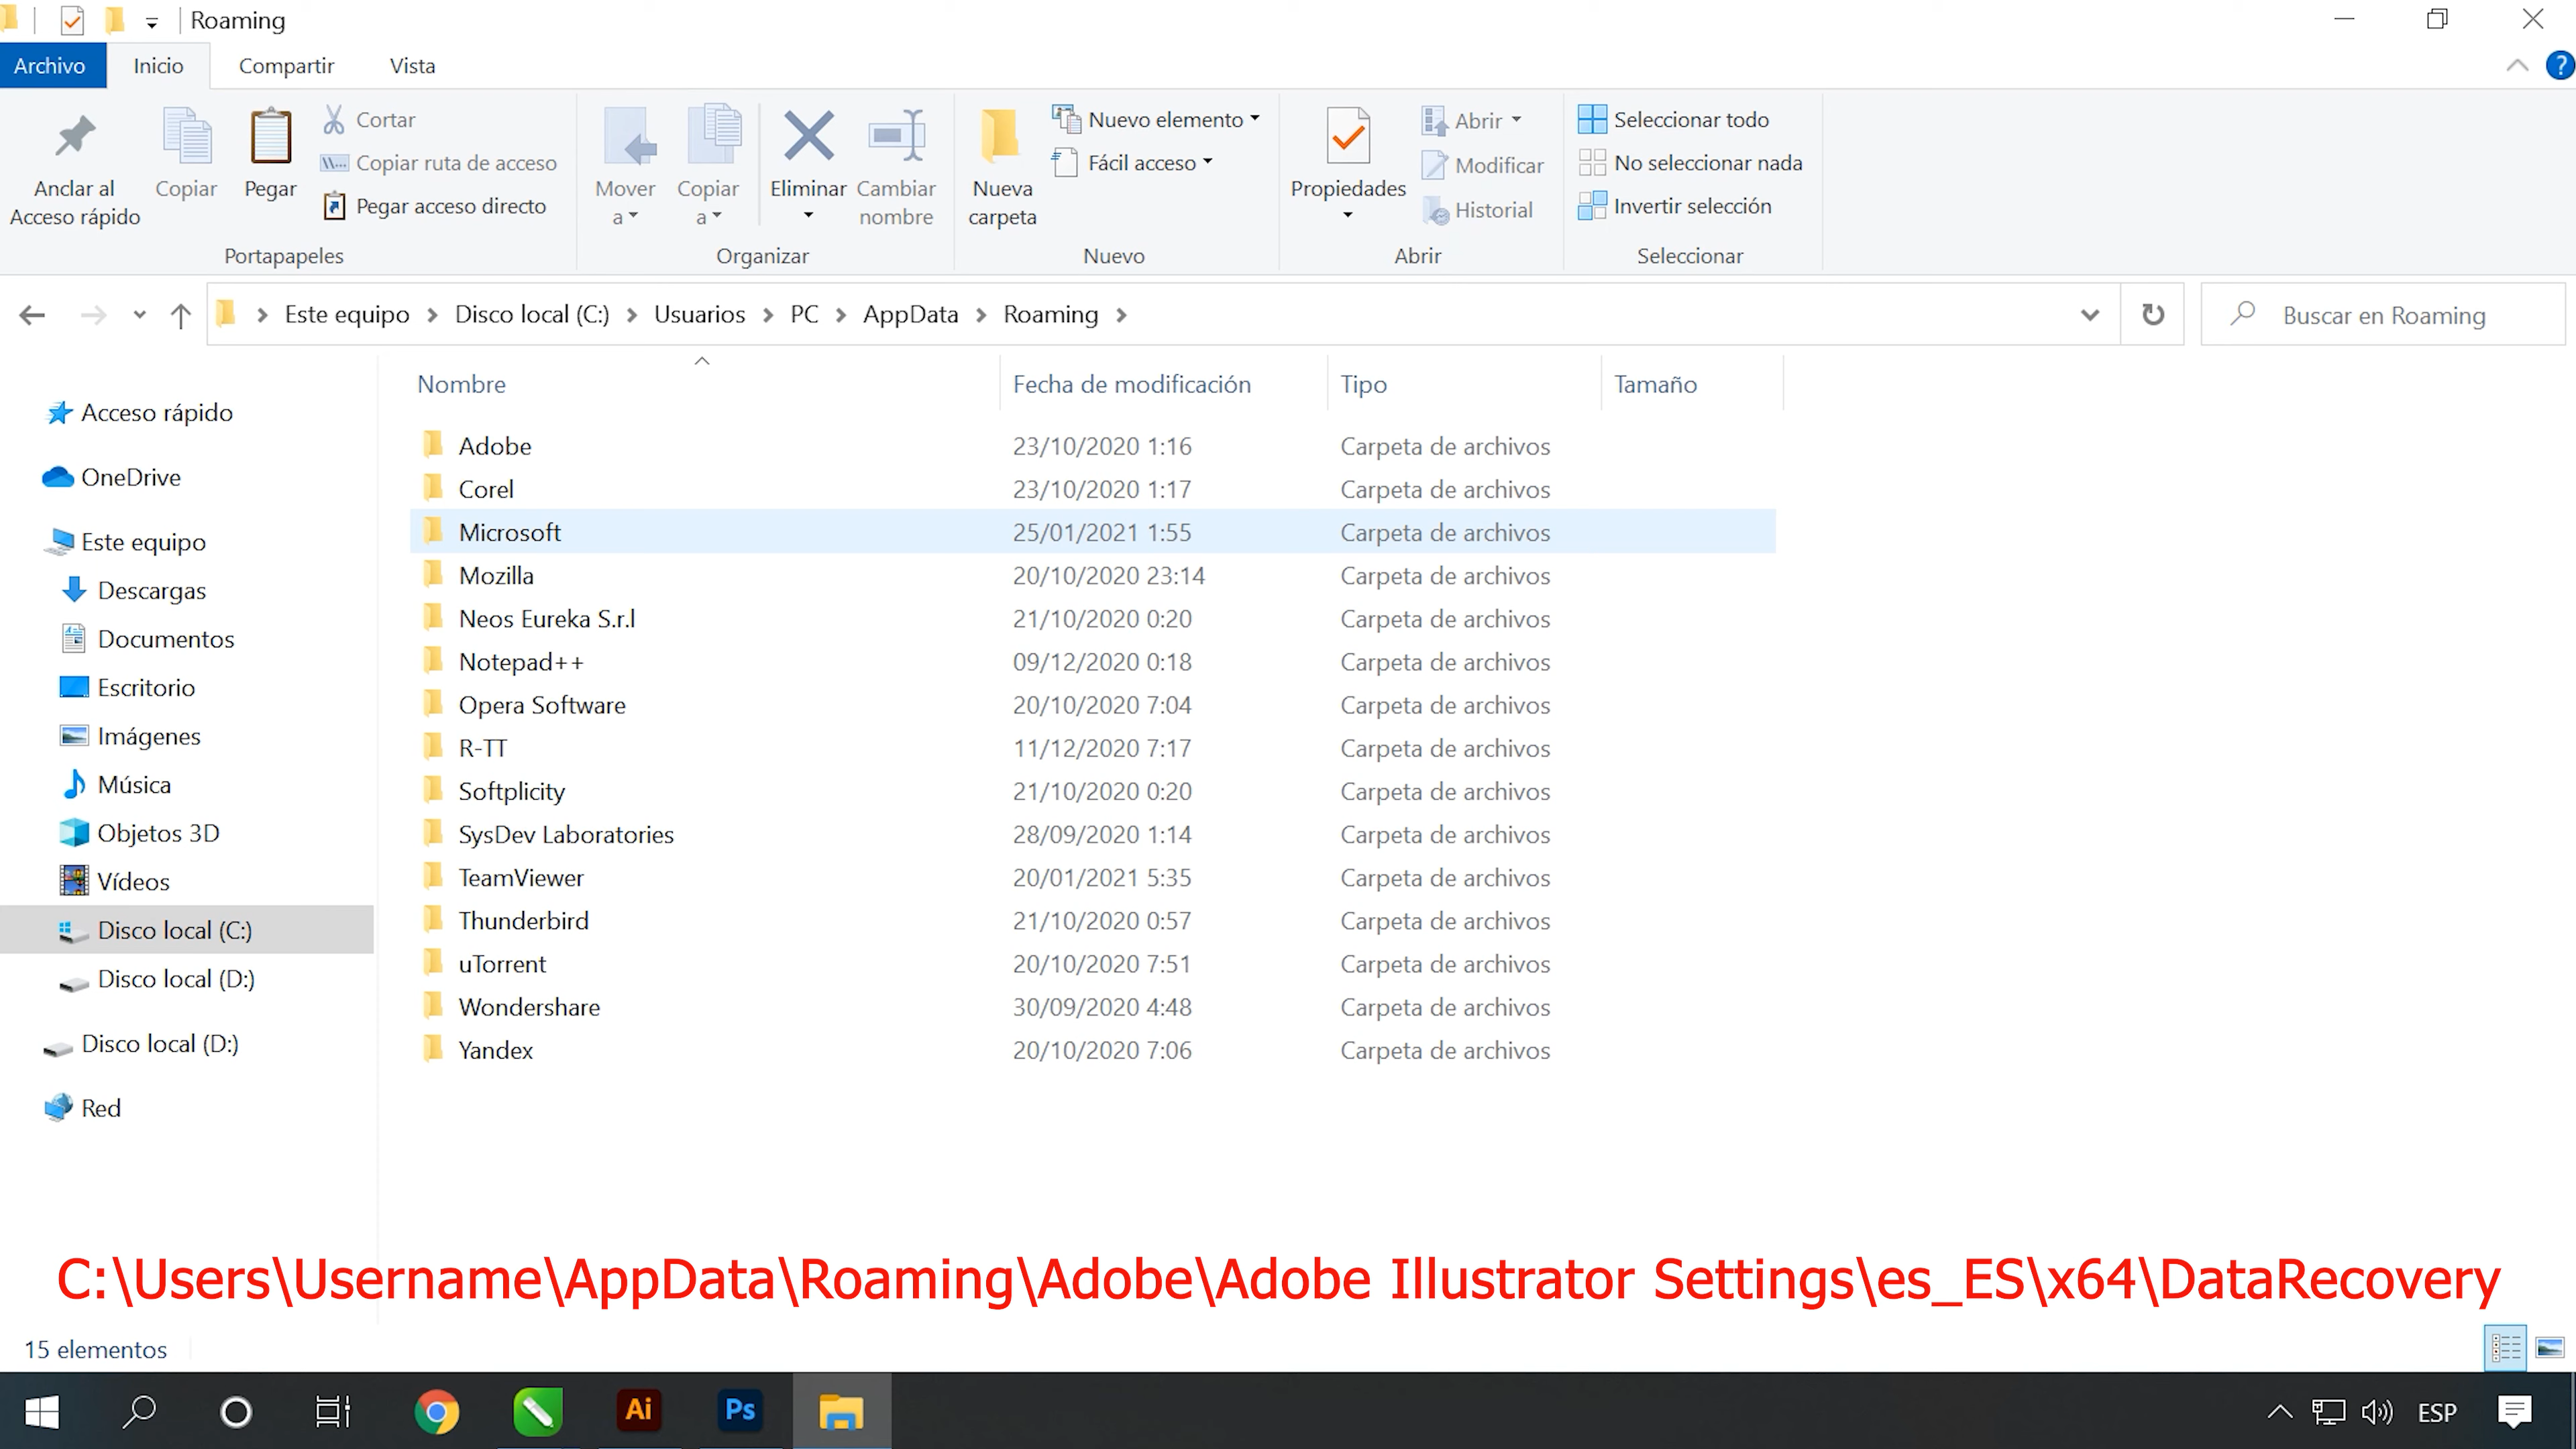 Roaming
Archivo Inicio Compartir Vista ?
Anclar al Acceso rápido
Copiar
Pegar
Cortar
Copiar ruta de acceso
Pegar acceso directo
Portapapeles
Mover a
Copiar a
Eliminar
Cambiar nombre
Organizar
Nueva carpeta
Nuevo elemento
Fácil acceso
Nuevo
Propiedades
Abrir
Modificar
Historial
Abrir
Seleccionar todo
No seleccionar nada
Invertir selección
Seleccionar
Este equipo Disco local (C:) Usuarios PC AppData Roaming
Buscar en Roaming
Acceso rápido
OneDrive
Este equipo
Descargas
Documentos
Escritorio
Imágenes
Música
Objetos 3D
Vídeos
Disco local (C:)
Disco local (D:)
Disco local (D:)
Red
Nombre Fecha de modificación Tipo Tamaño
Adobe 23/10/2020 1:16 Carpeta de archivos
Corel 23/10/2020 1:17 Carpeta de archivos
Microsoft 25/01/2021 1:55 Carpeta de archivos
Mozilla 20/10/2020 23:14 Carpeta de archivos
Neos Eureka S.r.l 21/10/2020 0:20 Carpeta de archivos
Notepad++ 09/12/2020 0:18 Carpeta de archivos
Opera Software 20/10/2020 7:04 Carpeta de archivos
R-TT 11/12/2020 7:17 Carpeta de archivos
Softplicity 21/10/2020 0:20 Carpeta de archivos
SysDev Laboratories 28/09/2020 1:14 Carpeta de archivos
TeamViewer 20/01/2021 5:35 Carpeta de archivos
Thunderbird 21/10/2020 0:57 Carpeta de archivos
uTorrent 20/10/2020 7:51 Carpeta de archivos
Wondershare 30/09/2020 4:48 Carpeta de archivos
Yandex 20/10/2020 7:06 Carpeta de archivos
C:\Users\Username\AppData\Roaming\Adobe\Adobe Illustrator Settings\es_ES\x64\DataRecovery
15 elementos
Ai Ps ESP